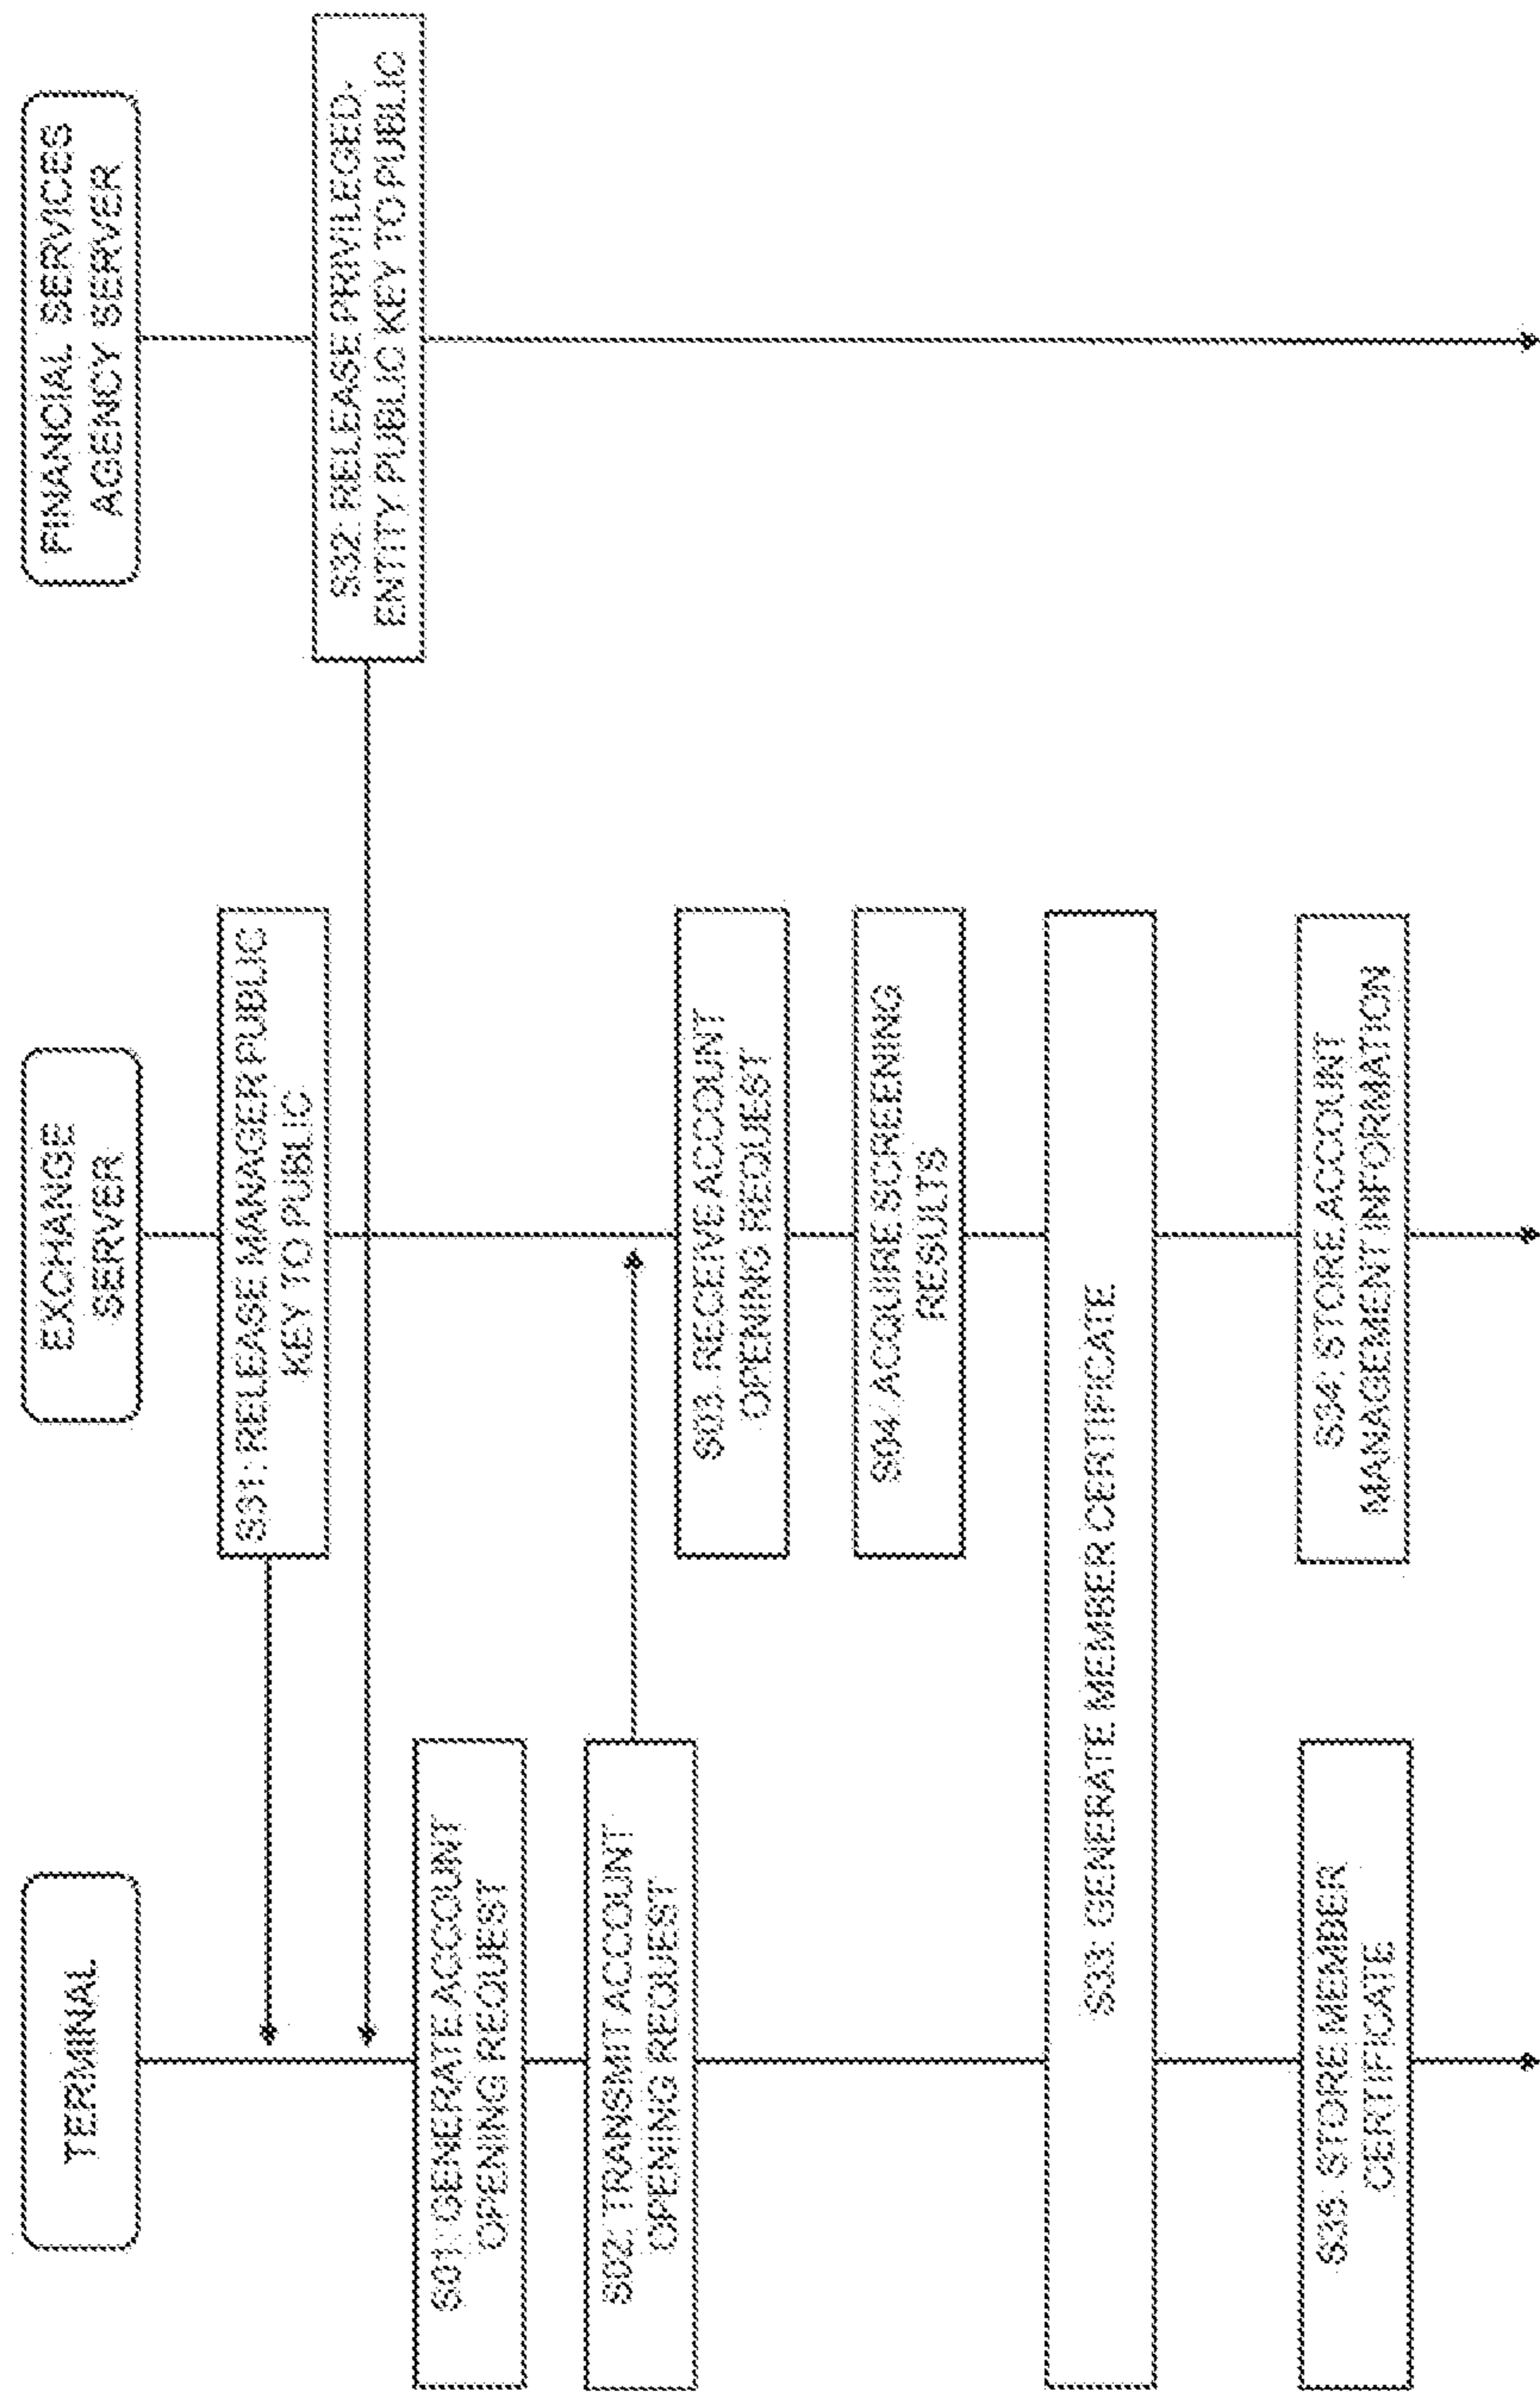 TERMINAL
EXCHANGE
SERVER
FINANCIAL SERVICES
AGENCY SERVER
S31: RELEASE MANAGER PUBLIC
KEY TO PUBLIC
S32: RELEASE PRIVILEGED-
ENTITY PUBLIC KEY TO PUBLIC
S01: GENERATE ACCOUNT
OPENING REQUEST
S02: TRANSMIT ACCOUNT
OPENING REQUEST
S03: RECEIVE ACCOUNT
OPENING REQUEST
S04: ACQUIRE SCREENING
RESULTS
S33: GENERATE MEMBER CERTIFICATE
S34: STORE ACCOUNT
MANAGEMENT INFORMATION
S35: STORE MEMBER
CERTIFICATE